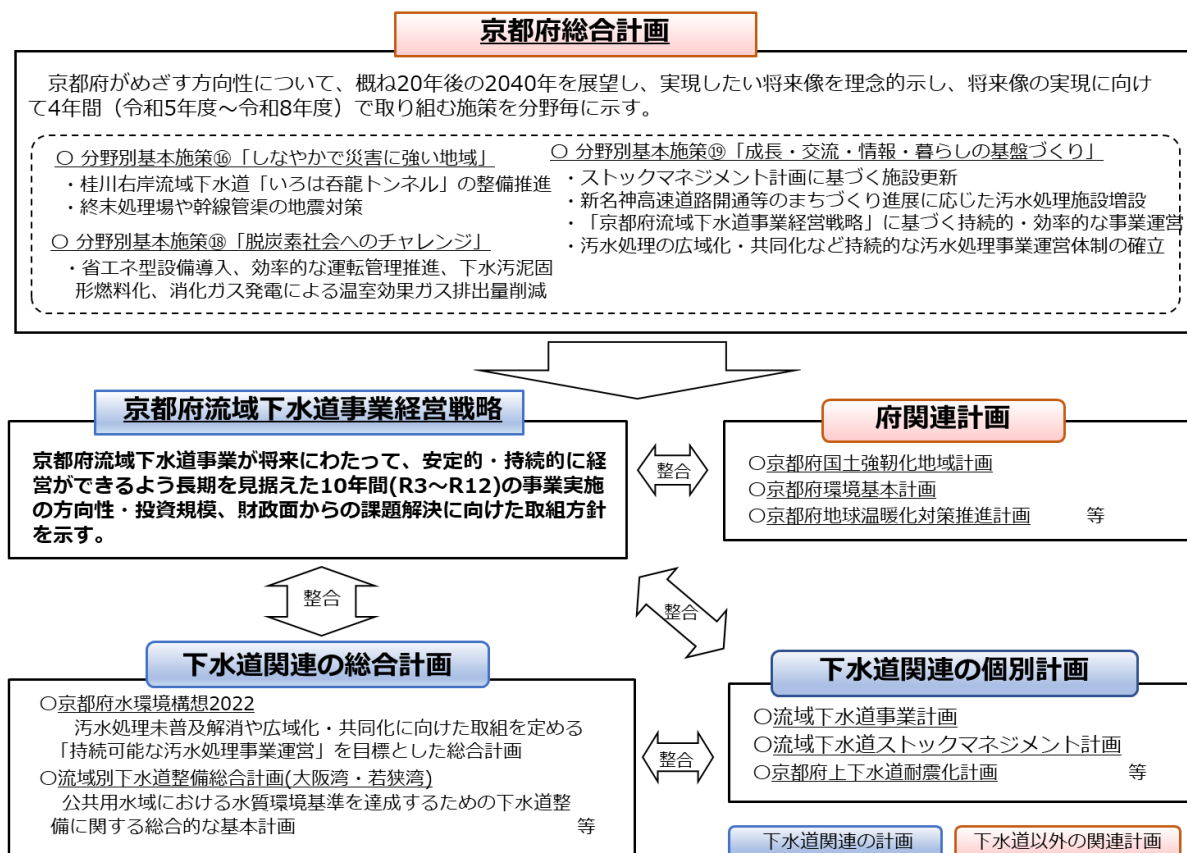 京都府総合計画
京都府がめざす方向性について、概ね20年後の2040年を展望し、実現したい将来像を理念的示し、将来像の実現に向け
て4年間（令和5年度～令和8年度）で取り組む施策を分野毎に示す。
○ 分野別基本施策⑯「しなやかで災害に強い地域」
・桂川右岸流域下水道「いろは呑龍トンネル」の整備推進
・終末処理場や幹線管渠の地震対策
○ 分野別基本施策⑱「脱炭素社会へのチャレンジ」
・省エネ型設備導入、効率的な運転管理推進、下水汚泥固
形燃料化、消化ガス発電による温室効果ガス排出量削減
○ 分野別基本施策⑲「成長・交流・情報・暮らしの基盤づくり」
・ストックマネジメント計画に基づく施設更新
・新名神高速道路開通等のまちづくり進展に応じた汚水処理施設増設
・「京都府流域下水道事業経営戦略」に基づく持続的・効率的な事業運営
・汚水処理の広域化・共同化など持続的な汚水処理事業運営体制の確立
京都府流域下水道事業経営戦略
京都府流域下水道事業が将来にわたって、安定的・持続的に経
営ができるよう長期を見据えた10年間(R3～R12)の事業実施
の方向性・投資規模、財政面からの課題解決に向けた取組方針
を示す。
整合
府関連計画
○京都府国土強靭化地域計画
○京都府環境基本計画
○京都府地球温暖化対策推進計画 等
整合
整合
下水道関連の総合計画
○京都府水環境構想2022
汚水処理未普及解消や広域化・共同化に向けた取組を定める
「持続可能な汚水処理事業運営」を目標とした総合計画
○流域別下水道整備総合計画(大阪湾・若狭湾)
公共用水域における水質環境基準を達成するための下水道整
備に関する総合的な基本計画 等
整合
下水道関連の個別計画
○流域下水道事業計画
○流域下水道ストックマネジメント計画
○京都府上下水道耐震化計画 等
下水道関連の計画
下水道以外の関連計画